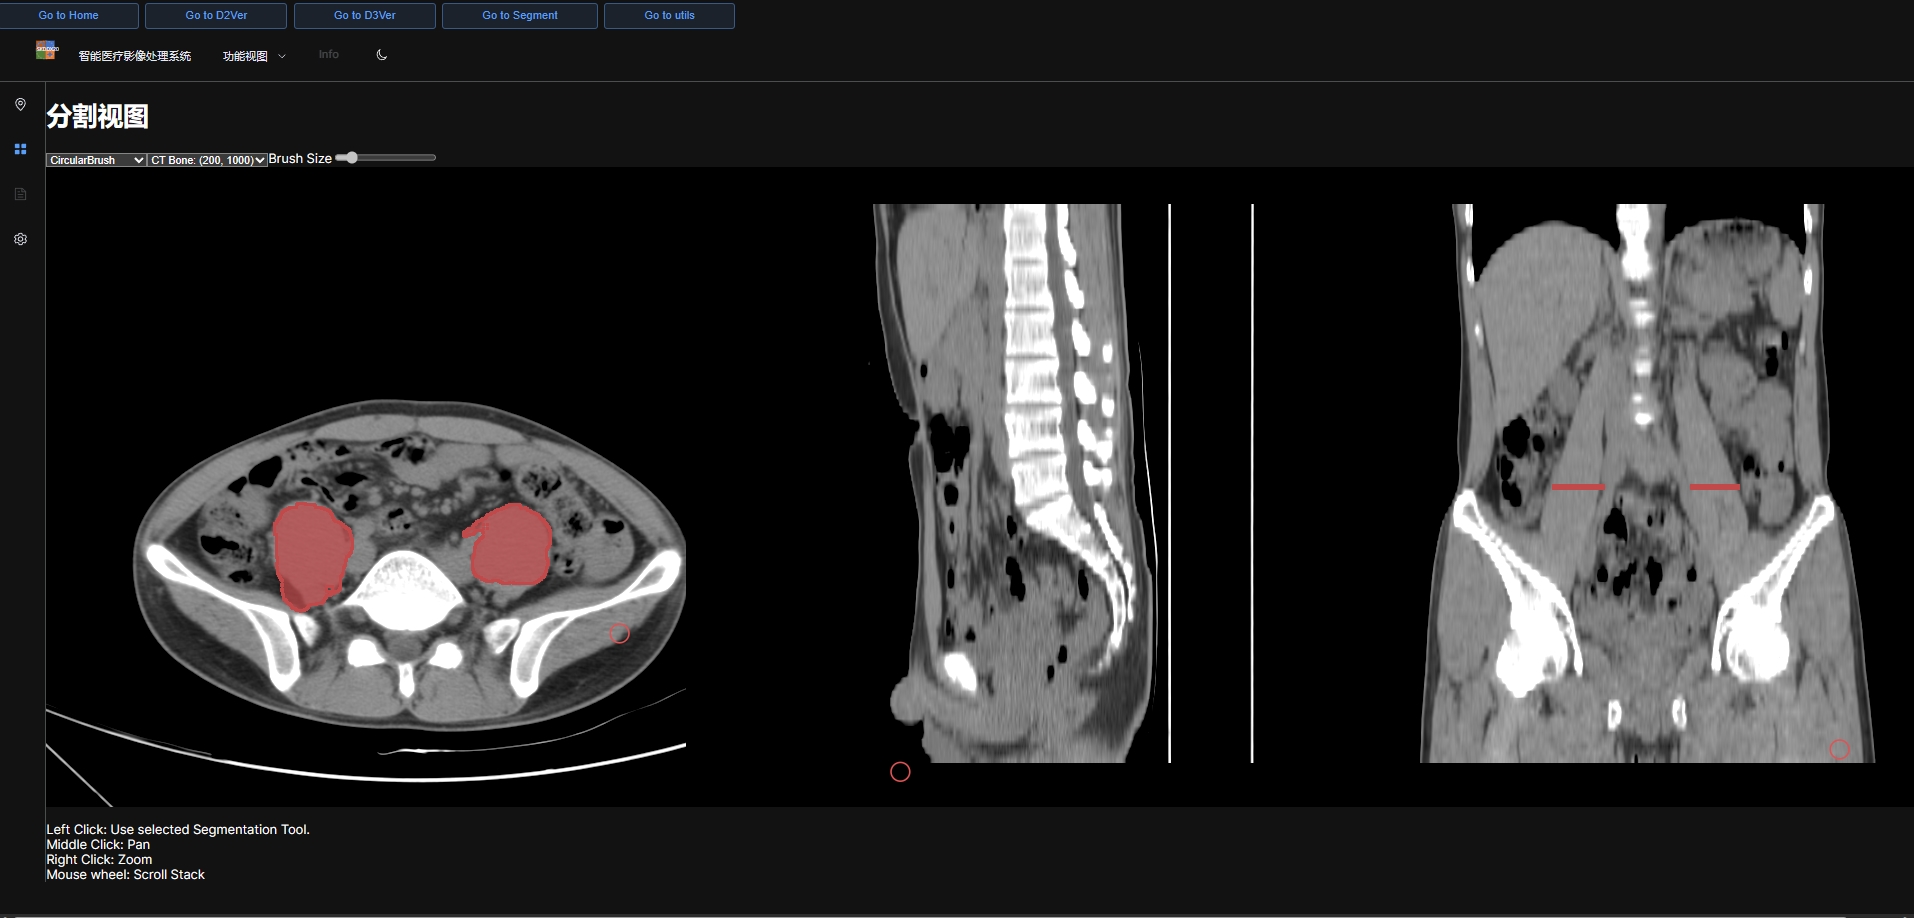 Go to Home
Go to D2Ver
Go to D3Ver
Go to Segment
Go to utils
智能医疗影像处理系统
功能视图
Info
分割视图
CircularBrush
CT Bone: (200, 1000)
Brush Size
Left Click: Use selected Segmentation Tool.
Middle Click: Pan
Right Click: Zoom
Mouse wheel: Scroll Stack